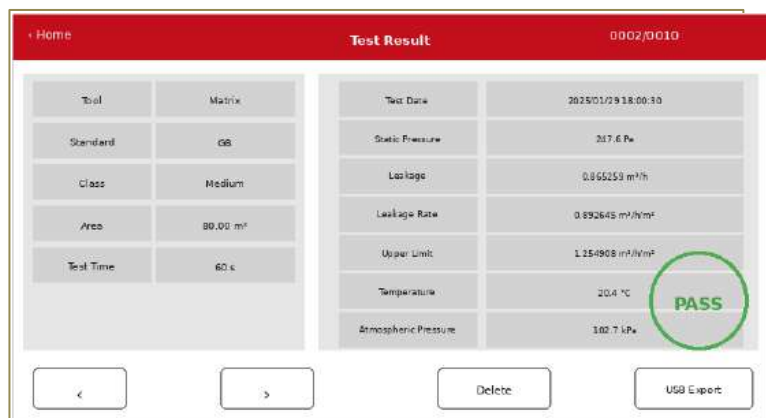 ‹ Home
Test Result
0002/0010
Tool Matrix
Standard GB
Class Medium
Area 80.00 m²
Test Time 60 s
Test Date 2025/01/29 18:00:30
Static Pressure 247.6 Pa
Leakage 0.865259 m³/h
Leakage Rate 0.892645 m³/h/m²
Upper Limit 1.254908 m³/h/m²
Temperature 20.4 °C
Atmospheric Pressure 102.7 kPa
PASS
‹
›
Delete
USB Export